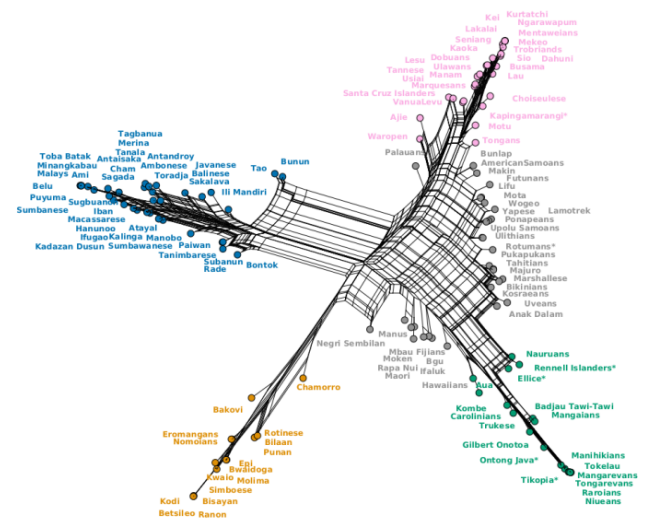 Kei
Kurtatchi
Ngarawapum
Lakalai
Mentaweians
Seniang
Mekeo
Kaoka
Trobriands
Lesu
Dobuans
Sio
Dahuni
Tannese
Ulawans
Busama
Usiai
Manam
Lau
Marquesans
Santa Cruz Islanders
Choiseulese
VanuaLevu
Kapingamarangi*
Ajie
Motu
Waropen
Tongans
Palauans
Bunlap
AmericanSamoans
Makin
Futunans
Lifu
Mota
Wogeo
Yapese
Lamotrek
Ponapeans
Upolu Samoans
Ulithians
Rotumans*
Pukapukans
Tahitians
Majuro
Marshallese
Bikinians
Kosraeans
Uveans
Anak Dalam
Tagbanua
Merina
Tanala
Toba Batak
Antaisaka
Antandroy
Minangkabau
Cham
Ambonese
Javanese
Malays
Ami
Sagada
Toradja
Balinese
Belu
Sakalava
Tao
Bunun
Puyuma
Sugbuanon
Ili Mandiri
Sumbanese
Iban
Macassarese
Hanunoo
Atayal
Ifugao
Kalinga
Manobo
Kadazan Dusun
Sumbawanese
Paiwan
Tanimbarese
Subanun
Rade
Bontok
Negri Sembilan
Manus
Mbau Fijians
Moken
Bgu
Rapa Nui
Ifaluk
Maori
Hawaiians
Nauruans
Rennell Islanders*
Aua
Ellice*
Kombe
Badjau Tawi-Tawi
Carolinians
Mangaians
Trukese
Gilbert Onotoa
Ontong Java*
Manihikians
Tokelau
Tikopia*
Mangarevans
Tongarevans
Raroians
Niueans
Chamorro
Bakovi
Eromangans
Rotinese
Nomoians
Bilaan
Punan
Epi
Kwaio
Bwaidoga
Molima
Simboese
Kodi
Bisayan
Betsileo
Ranon